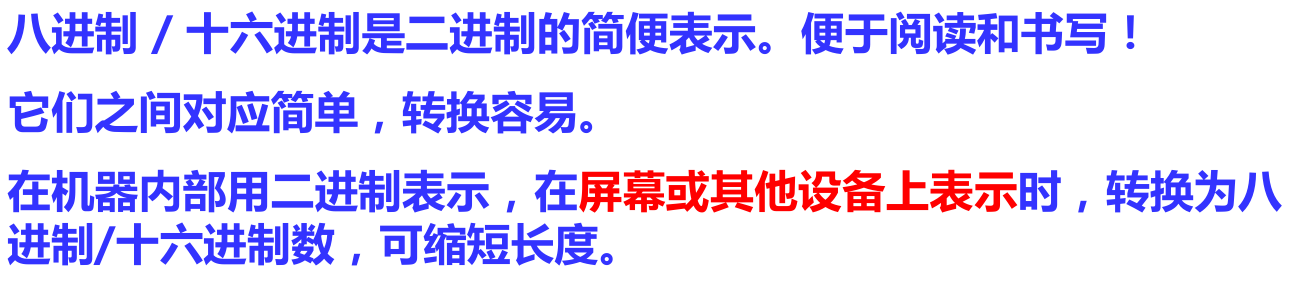 八进制 / 十六进制是二进制的简便表示。便于阅读和书写！
它们之间对应简单，转换容易。
在机器内部用二进制表示，在屏幕或其他设备上表示时，转换为八
进制/十六进制数，可缩短长度。